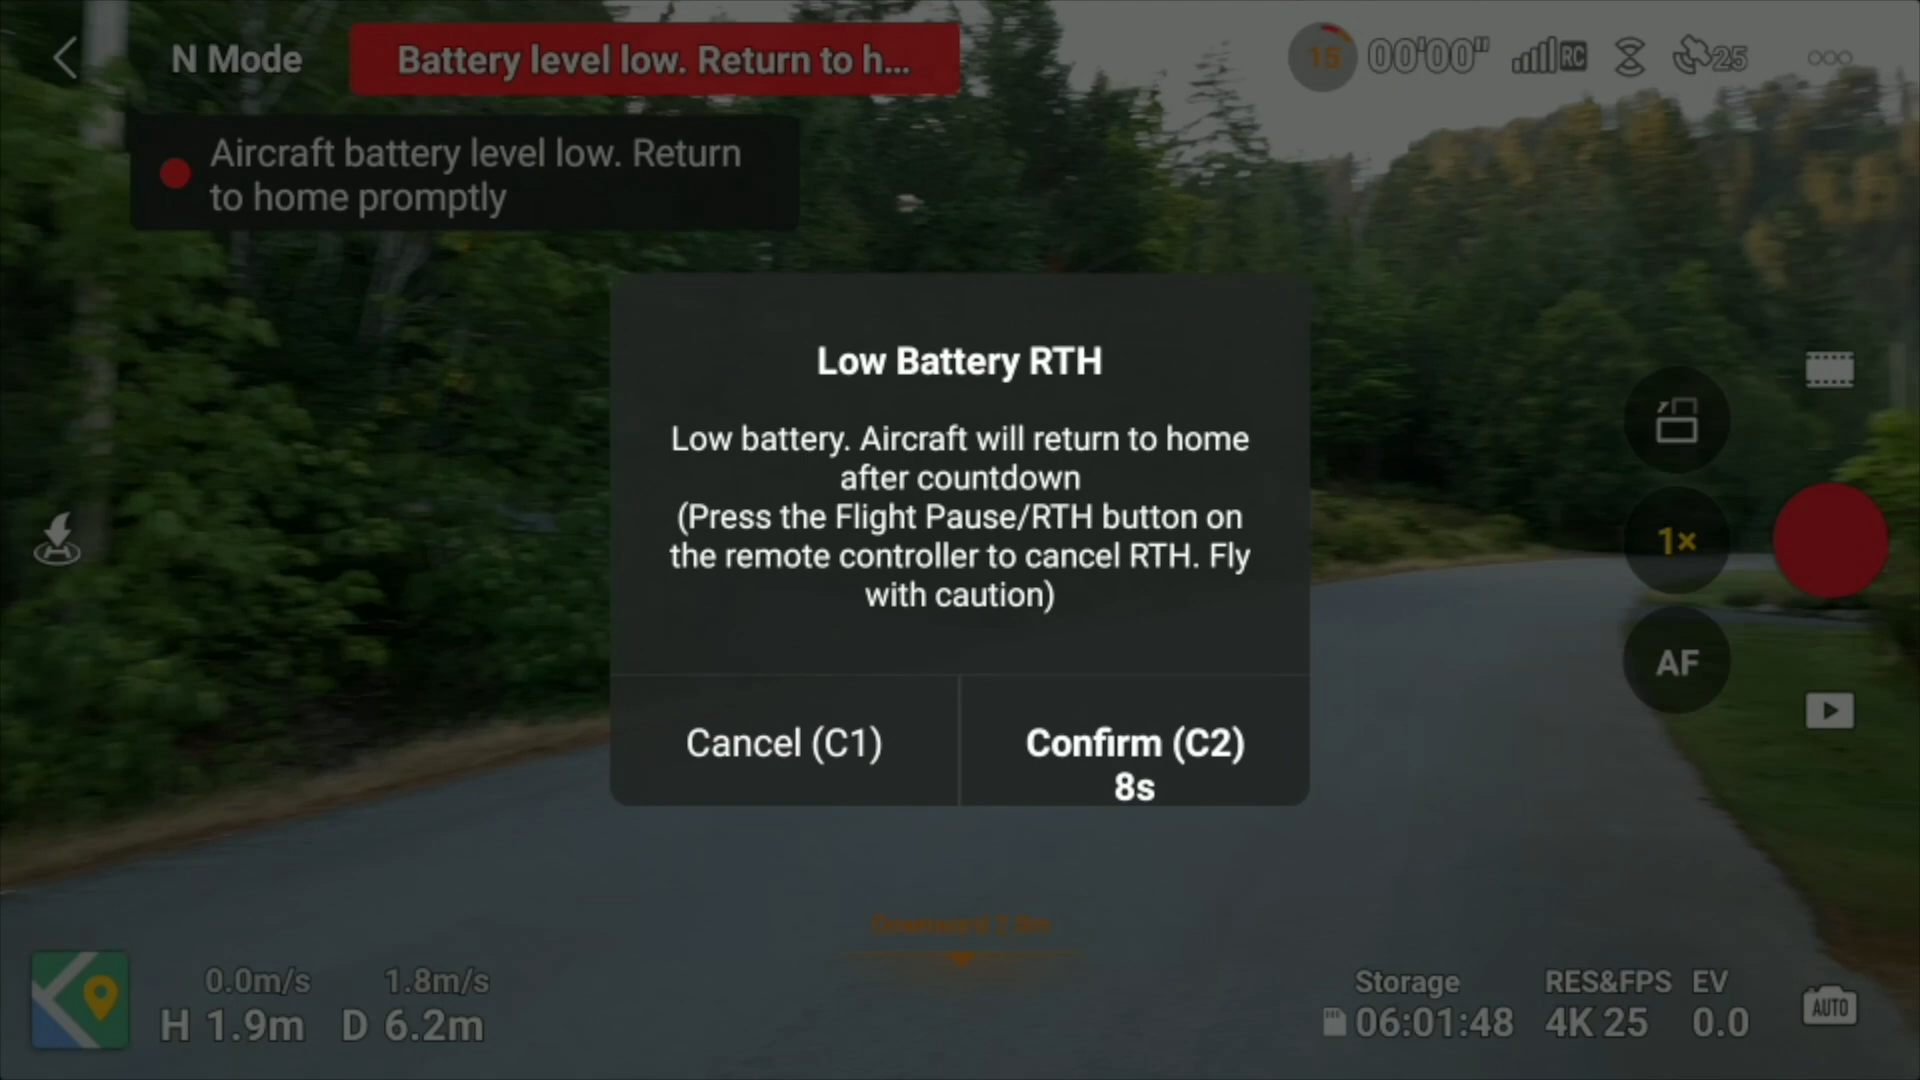 N Mode
Battery level low. Return to h...
15
00'00"
RC
25
Aircraft battery level low. Return
to home promptly
Low Battery RTH
Low battery. Aircraft will return to home
after countdown
(Press the Flight Pause/RTH button on
the remote controller to cancel RTH. Fly
with caution)
Cancel (C1)
Confirm (C2)
8s
1×
AF
Downward
0.0m/s
1.8m/s
H 1.9m
D 6.2m
Storage
06:01:48
RES&FPS
4K 25
EV
0.0
AUTO